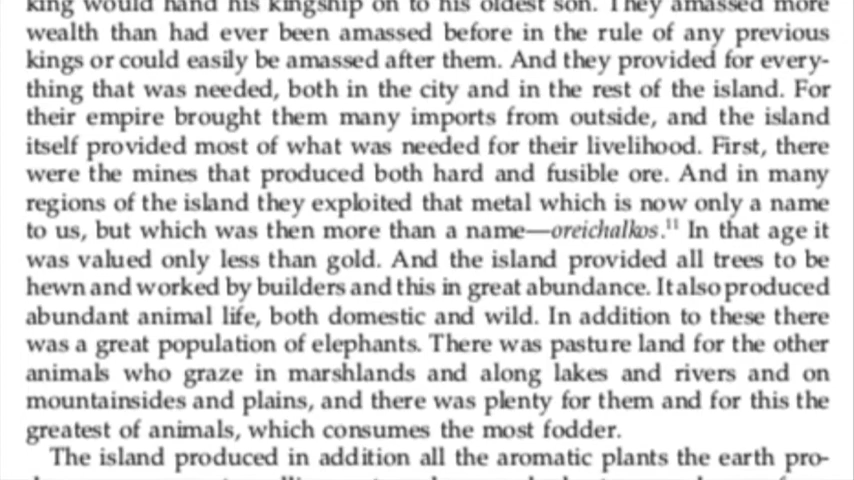 king would hand his kingship on to his oldest son. They amassed more
wealth than had ever been amassed before in the rule of any previous
kings or could easily be amassed after them. And they provided for every-
thing that was needed, both in the city and in the rest of the island. For
their empire brought them many imports from outside, and the island
itself provided most of what was needed for their livelihood. First, there
were the mines that produced both hard and fusible ore. And in many
regions of the island they exploited that metal which is now only a name
to us, but which was then more than a name—oreichalkos.¹¹ In that age it
was valued only less than gold. And the island provided all trees to be
hewn and worked by builders and this in great abundance. It also produced
abundant animal life, both domestic and wild. In addition to these there
was a great population of elephants. There was pasture land for the other
animals who graze in marshlands and along lakes and rivers and on
mountainsides and plains, and there was plenty for them and for this the
greatest of animals, which consumes the most fodder.
The island produced in addition all the aromatic plants the earth pro-